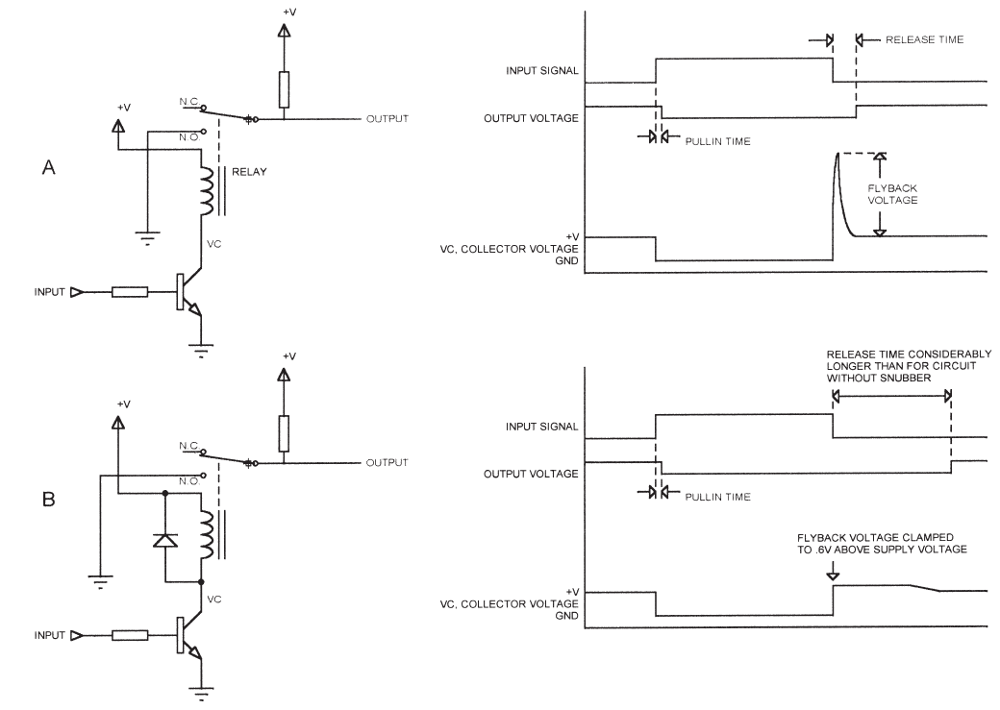 +V
+V
N.C.
OUTPUT
N.O.
A
RELAY
VC
INPUT
RELEASE TIME
INPUT SIGNAL
OUTPUT VOLTAGE
PULLIN TIME
FLYBACK
VOLTAGE
+V
VC, COLLECTOR VOLTAGE
GND
+V
+V
N.C.
OUTPUT
N.O.
B
VC
INPUT
RELEASE TIME CONSIDERABLY
LONGER THAN FOR CIRCUIT
WITHOUT SNUBBER
INPUT SIGNAL
OUTPUT VOLTAGE
PULLIN TIME
FLYBACK VOLTAGE CLAMPED
TO .6V ABOVE SUPPLY VOLTAGE
+V
VC, COLLECTOR VOLTAGE
GND